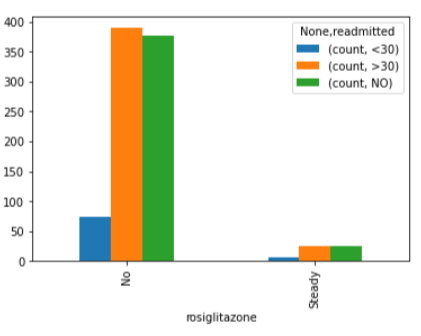 400
350
300
250
200
150
100
50
0
None,readmitted
(count, <30)
(count, >30)
(count, NO)
No
Steady
rosiglitazone